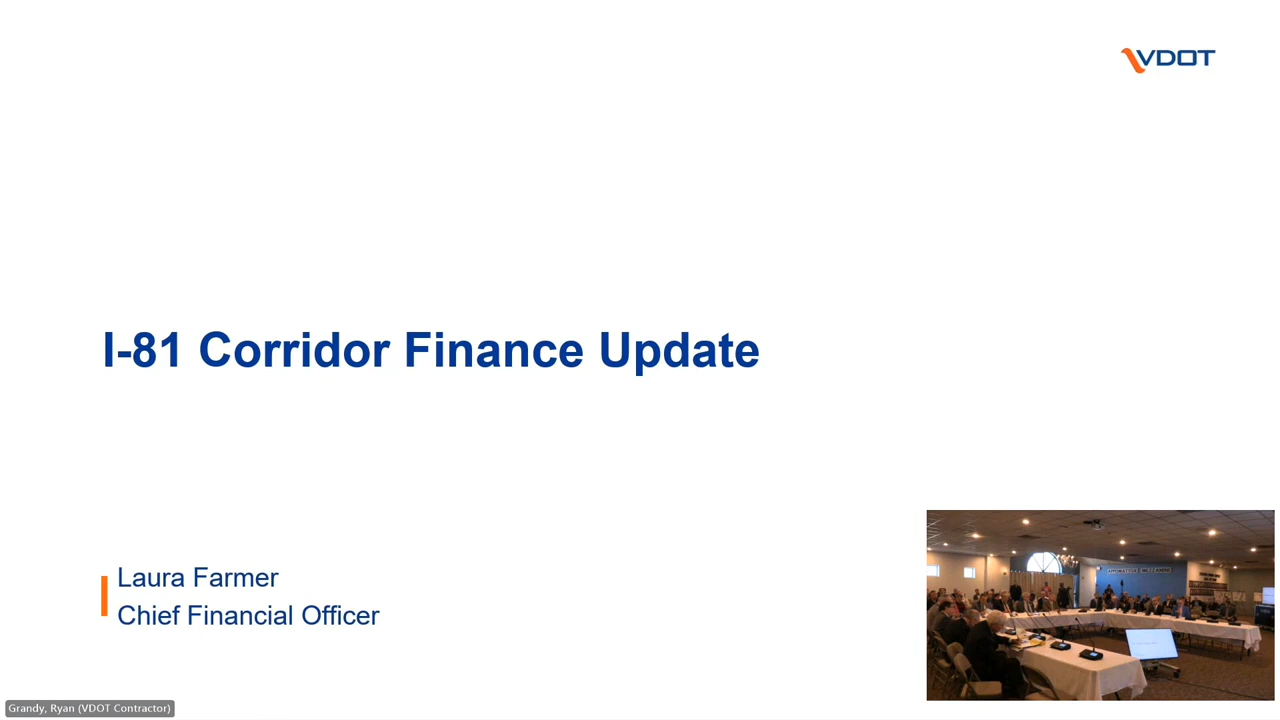 VDOT
I-81 Corridor Finance Update
Laura Farmer
Chief Financial Officer
Grandy, Ryan (VDOT Contractor)